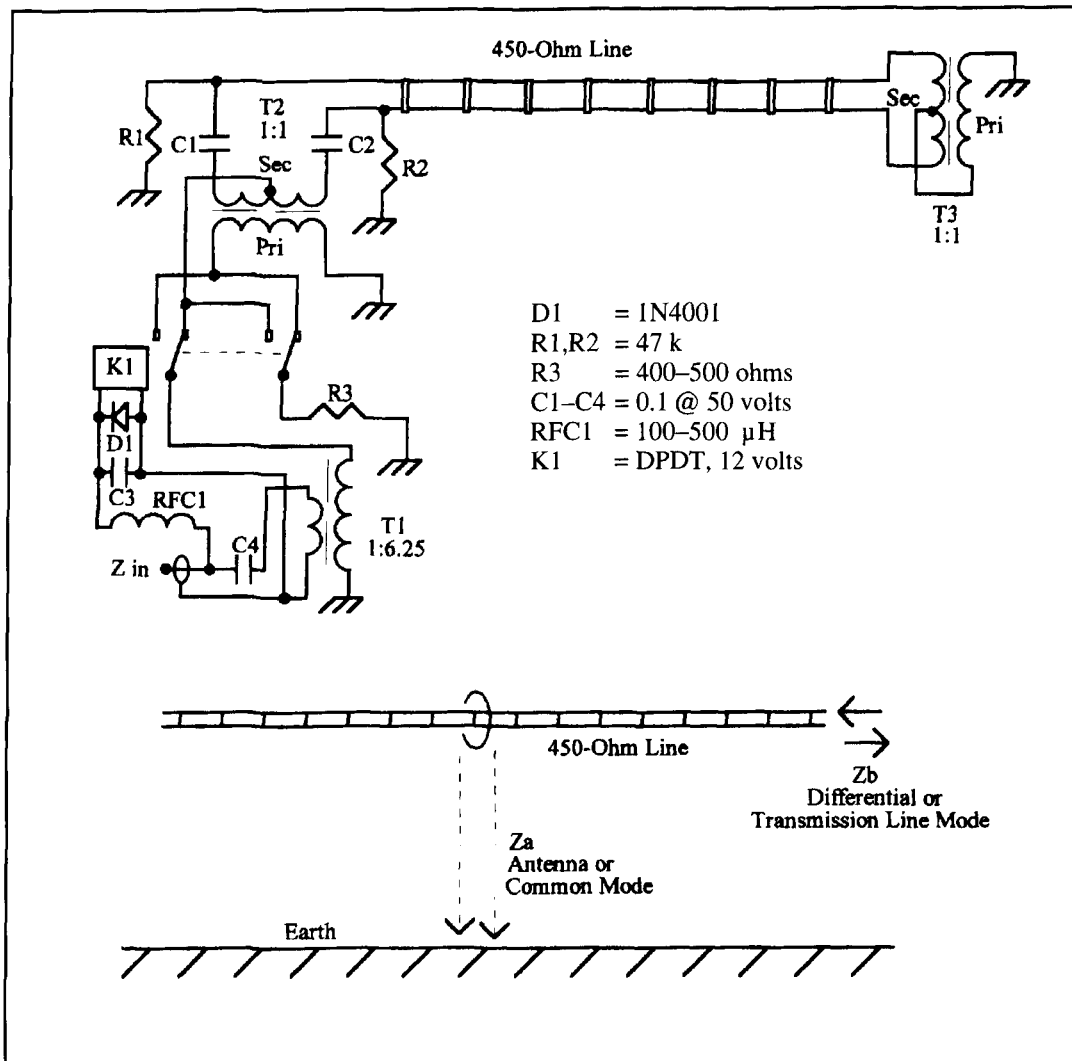 450-Ohm Line
T2
1:1
R1
C1
C2
Sec
R2
Pri
Sec
Pri
T3
1:1
K1
D1
C3
RFC1
C4
Z in
R3
T1
1:6.25
D1 = 1N4001
R1,R2 = 47 k
R3 = 400–500 ohms
C1–C4 = 0.1 @ 50 volts
RFC1 = 100–500 µH
K1 = DPDT, 12 volts
450-Ohm Line
Zb
Differential or
Transmission Line Mode
Za
Antenna or
Common Mode
Earth